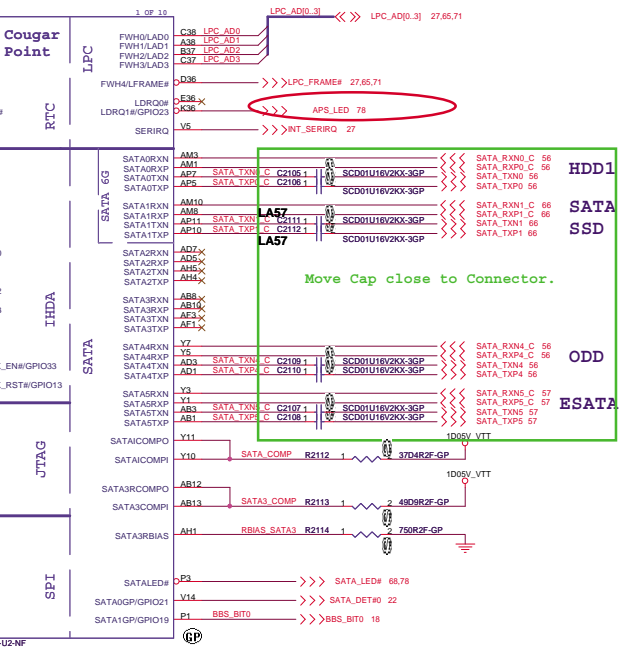 1 OF 10
LPC_AD[0..3]
LPC_AD[0..3] 27,65,71
Cougar
Point
LPC
FWH0/LAD0 C38 LPC_AD0
FWH1/LAD1 A38 LPC_AD1
FWH2/LAD2 B37 LPC_AD2
FWH3/LAD3 C37 LPC_AD3
FWH4/LFRAME# D36 LPC_FRAME# 27,65,71
RTC
LDRQ0# E36
LDRQ1#/GPIO23 K36 APS_LED 78
SERIRQ V5 INT_SERIRQ 27
SATA 6G
SATA0RXN AM3 SATA_RXN0_C 56
SATA0RXP AM1 SATA_RXP0_C 56
SATA0TXN AP7 SATA_TXN0_C C2105 1 SCD01U16V2KX-3GP SATA_TXN0 56
SATA0TXP AP5 SATA_TXP0_C C2106 1 SCD01U16V2KX-3GP SATA_TXP0 56
HDD1
SATA1RXN AM10 SATA_RXN1_C 66
SATA1RXP AM8 LA57 SATA_RXP1_C 66
SATA1TXN AP11 SATA_TXN1_C C2111 1 SCD01U16V2KX-3GP SATA_TXN1 66
SATA1TXP AP10 SATA_TXP1_C C2112 1 SCD01U16V2KX-3GP SATA_TXP1 66
LA57
SATA
SSD
SATA2RXN AD7
SATA2RXP AD5
SATA2TXN AH5
SATA2TXP AH4
Move Cap close to Connector.
IHDA
SATA3RXN AB8
SATA3RXP AB10
SATA3TXN AF3
SATA3TXP AF1
SATA
SATA4RXN Y7 SATA_RXN4_C 56
SATA4RXP Y5 SATA_RXP4_C 56
SATA4TXN AD3 SATA_TXN4_C C2109 1 SCD01U16V2KX-3GP SATA_TXN4 56
SATA4TXP AD1 SATA_TXP4_C C2110 1 SCD01U16V2KX-3GP SATA_TXP4 56
ODD
_EN#/GPIO33
_RST#/GPIO13
SATA5RXN Y3 SATA_RXN5_C 57
SATA5RXP Y1 SATA_RXP5_C 57
SATA5TXN AB3 SATA_TXN5_C C2107 1 SCD01U16V2KX-3GP SATA_TXN5 57
SATA5TXP AB1 SATA_TXP5_C C2108 1 SCD01U16V2KX-3GP SATA_TXP5 57
ESATA
JTAG
SATAICOMPO Y11 1D05V_VTT
SATAICOMPI Y10 SATA_COMP R2112 1 2 37D4R2F-GP
SATA3RCOMPO AB12 1D05V_VTT
SATA3COMPI AB13 SATA3_COMP R2113 1 2 49D9R2F-GP
SATA3RBIAS AH1 RBIAS_SATA3 R2114 1 2 750R2F-GP
SPI
SATALED# P3 SATA_LED# 68,78
SATA0GP/GPIO21 V14 SATA_DET#0 22
SATA1GP/GPIO19 P1 BBS_BIT0 BBS_BIT0 18
GP
-U2-NF